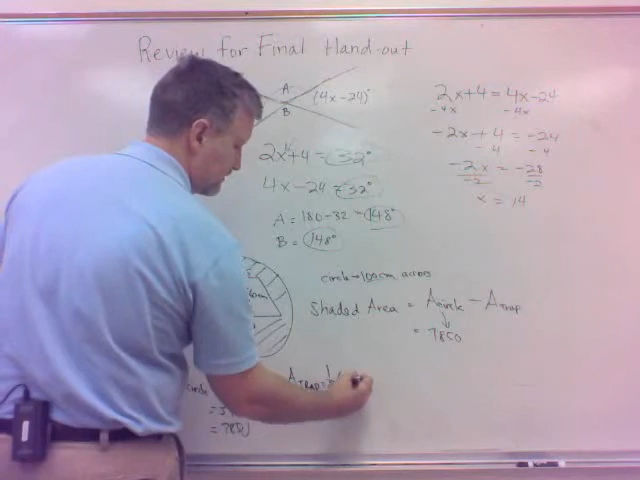 Review for Final Hand-out
A
B
(4x-24)°
2x+4 = 32°
4x-24 = 32°
A = 180-32 = 148°
B = 148°
2x+4 = 4x-24
-4x -4x
-2x + 4 = -24
-4 -4
-2x = -28
-2 -2
x = 14
circle → 100cm across
Shaded Area = Acircle - ATrap
= 7850
ATRAP = 1
= 7850